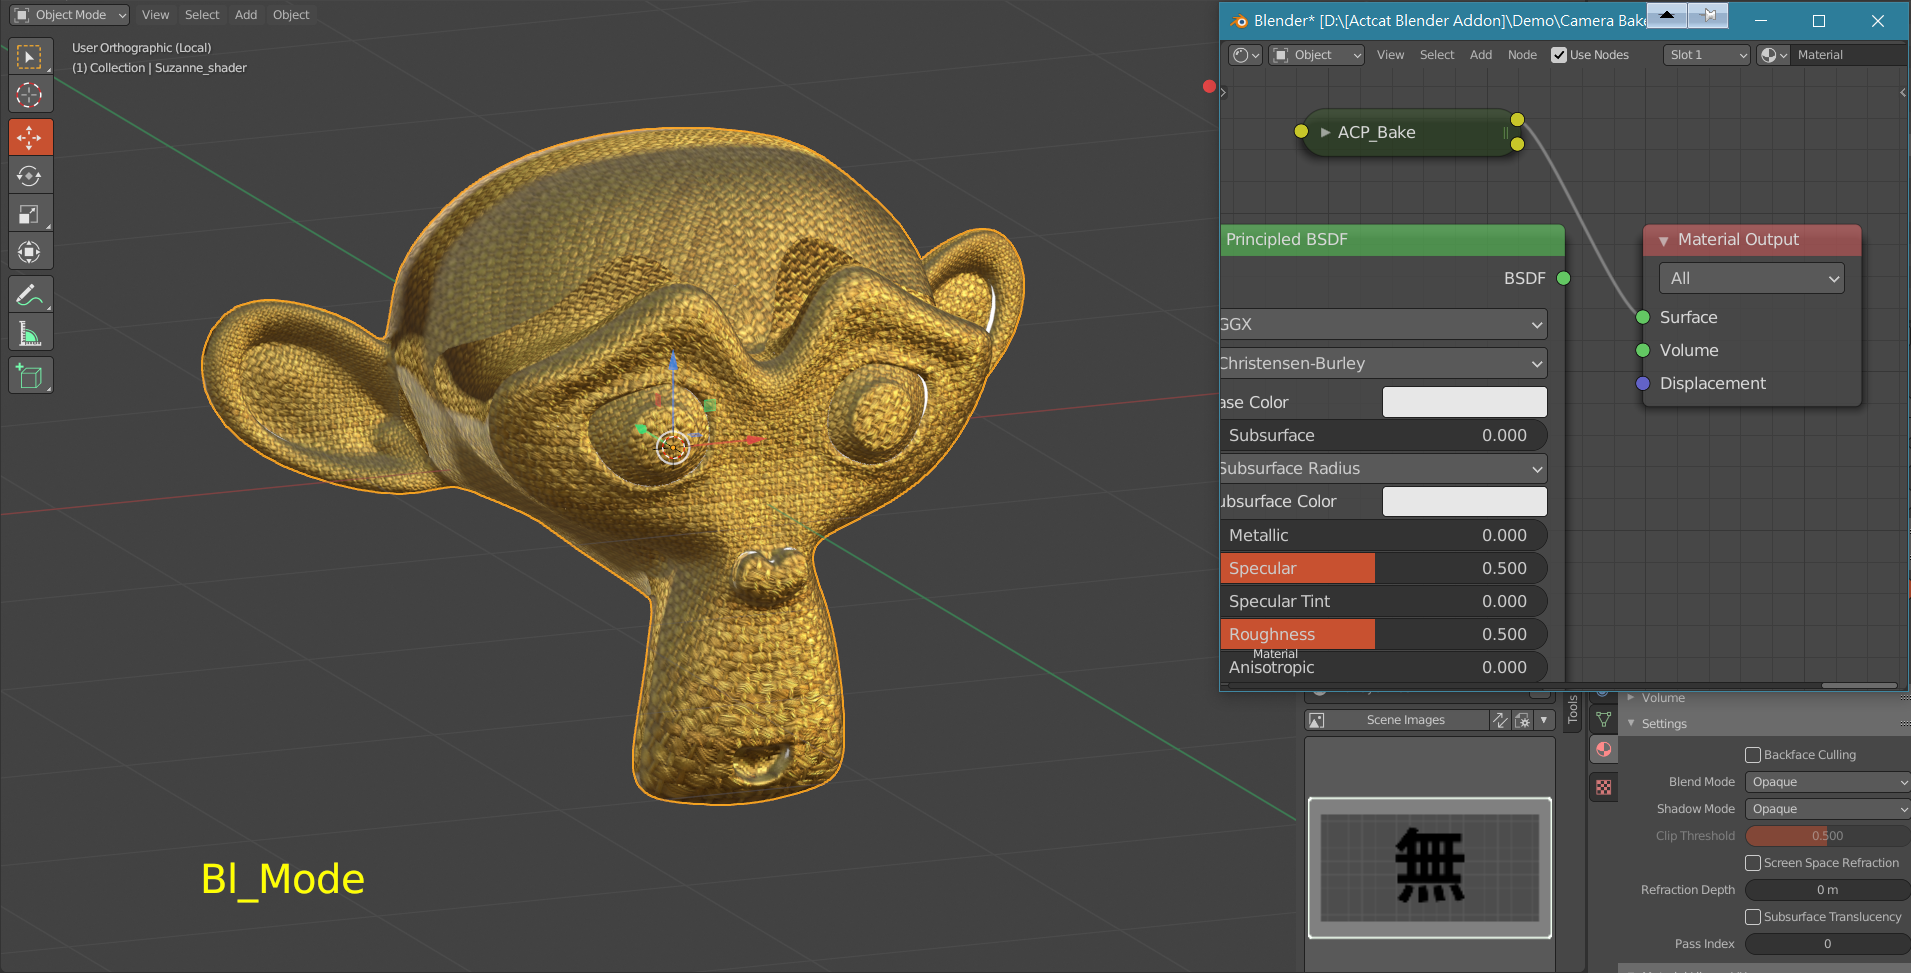 Object Mode View Select Add Object
User Orthographic (Local)
(1) Collection | Suzanne_shader
Bl_Mode
Blender* [D:\[Actcat Blender Addon]\Demo\Camera Bake
Object View Select Add Node Use Nodes Slot 1 Material
ACP_Bake
Principled BSDF
BSDF
GGX
Christensen-Burley
ase Color
Subsurface 0.000
Subsurface Radius
ubsurface Color
Metallic 0.000
Specular 0.500
Specular Tint 0.000
Roughness 0.500
Material
Anisotropic 0.000
Material Output
All
Surface
Volume
Displacement
Scene Images
Tools
無
Volume
Settings
Backface Culling
Blend Mode Opaque
Shadow Mode Opaque
Clip Threshold 0.500
Screen Space Refraction
Refraction Depth 0 m
Subsurface Translucency
Pass Index 0